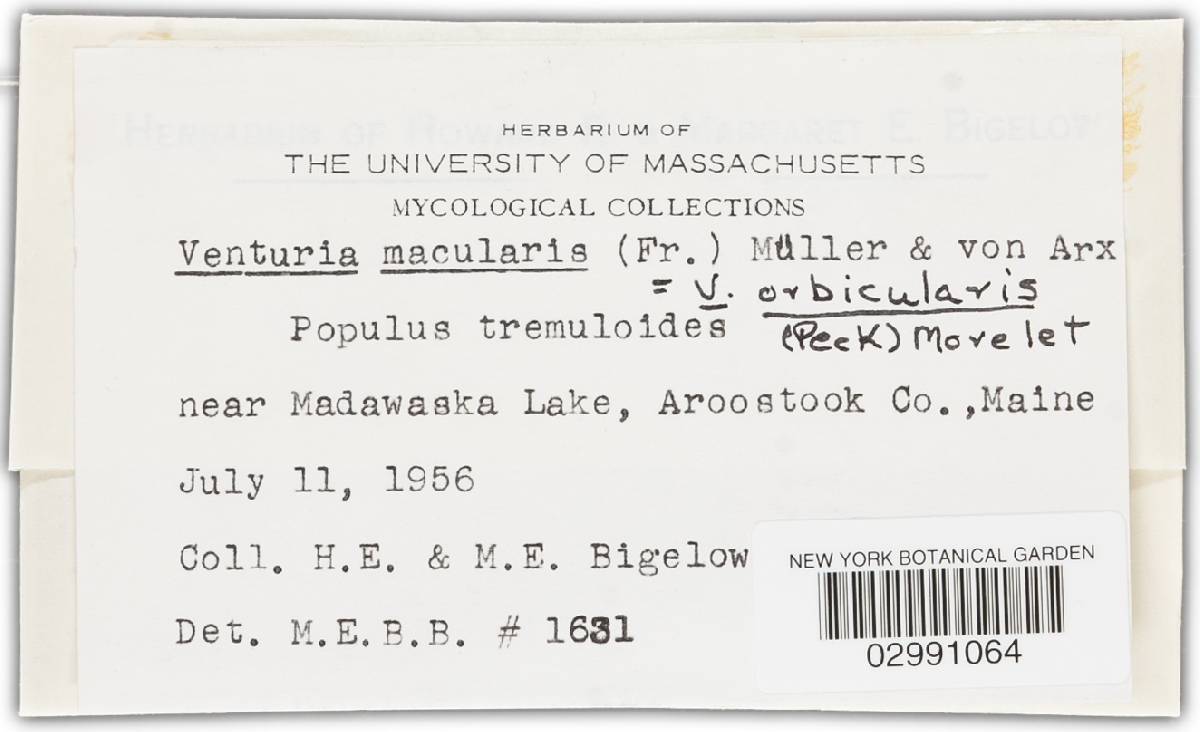 HERBARIUM OF
THE UNIVERSITY OF MASSACHUSETTS
MYCOLOGICAL COLLECTIONS
Venturia macularis (Fr.) Müller & von Arx
= V. orbicularis
Populus tremuloides (Peck) Morelet
near Madawaska Lake, Aroostook Co.,Maine
July 11, 1956
Coll. H.E. & M.E. Bigelow
Det. M.E.B.B. # 1631
NEW YORK BOTANICAL GARDEN
02991064